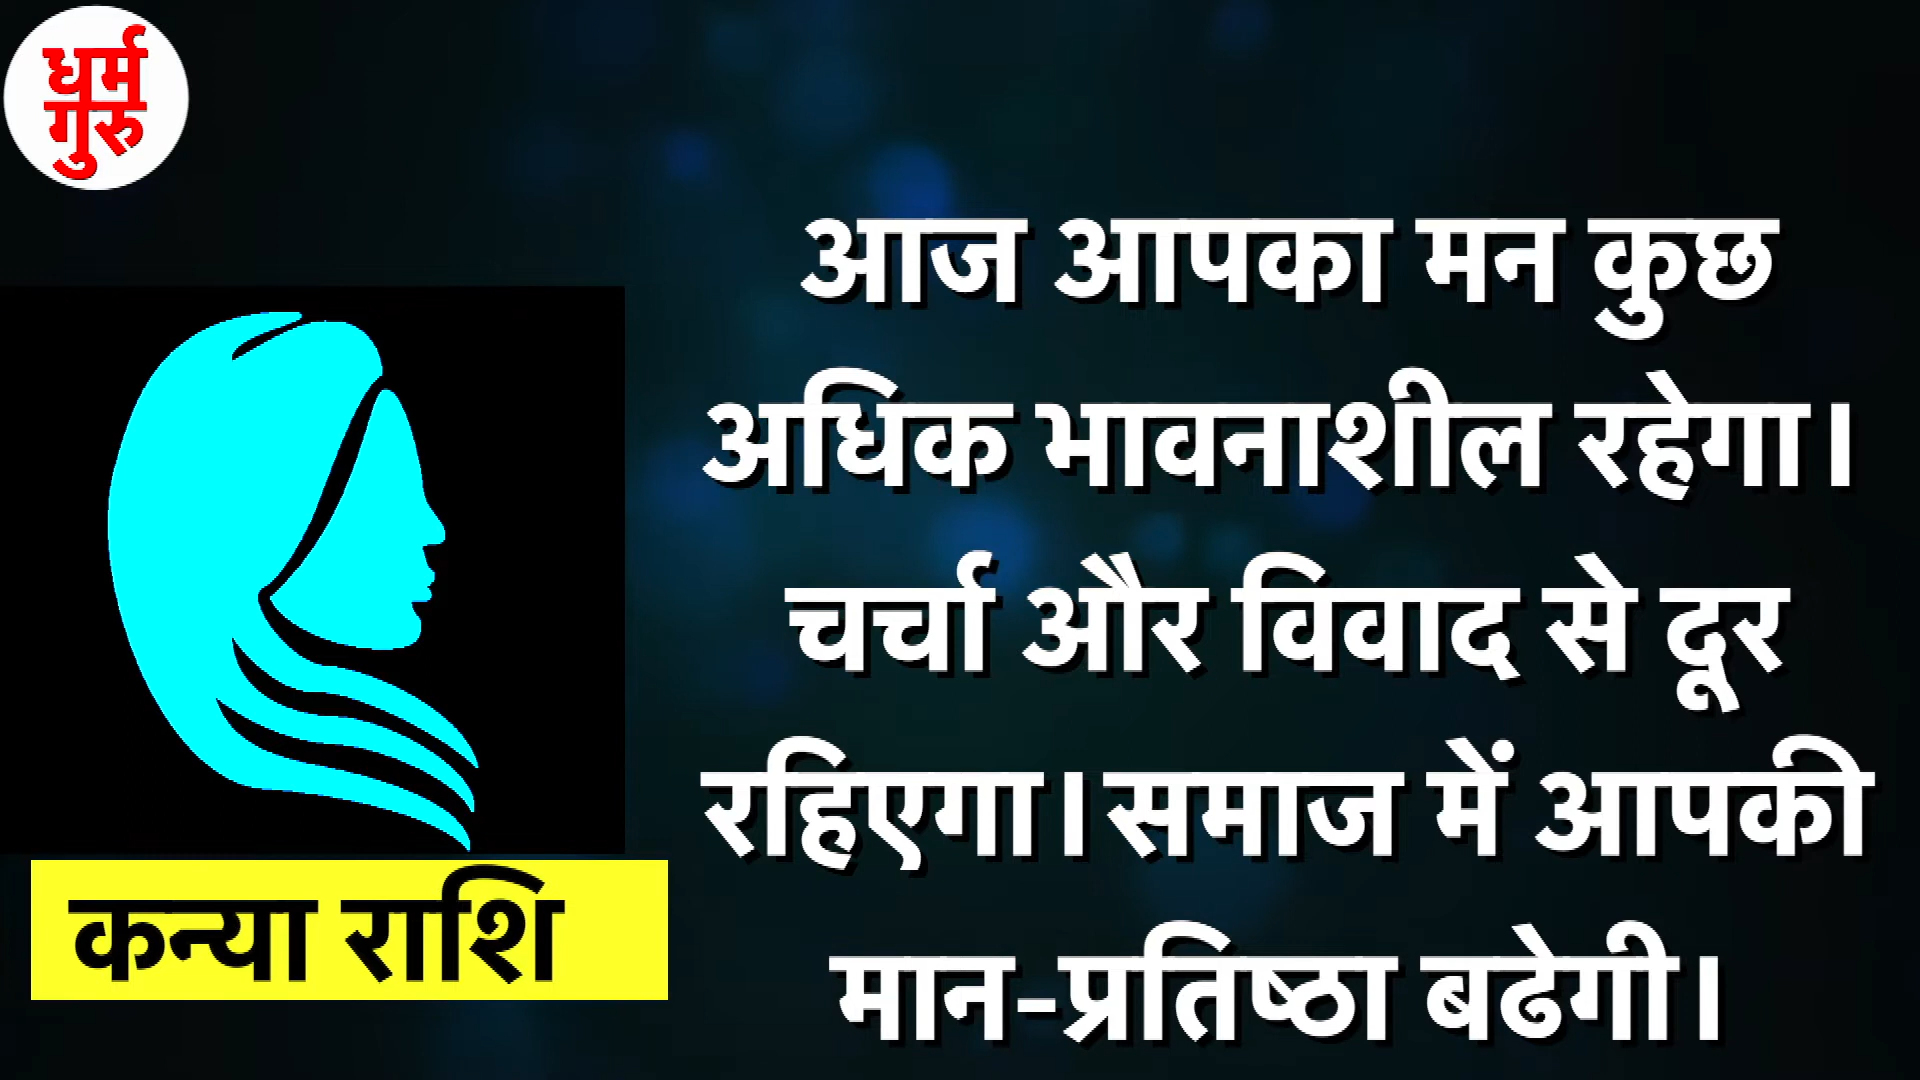 धर्म
गुरु
आज आपका मन कुछ
अधिक भावनाशील रहेगा।
चर्चा और विवाद से दूर
रहिएगा। समाज में आपकी
मान-प्रतिष्ठा बढेगी।
कन्या राशि